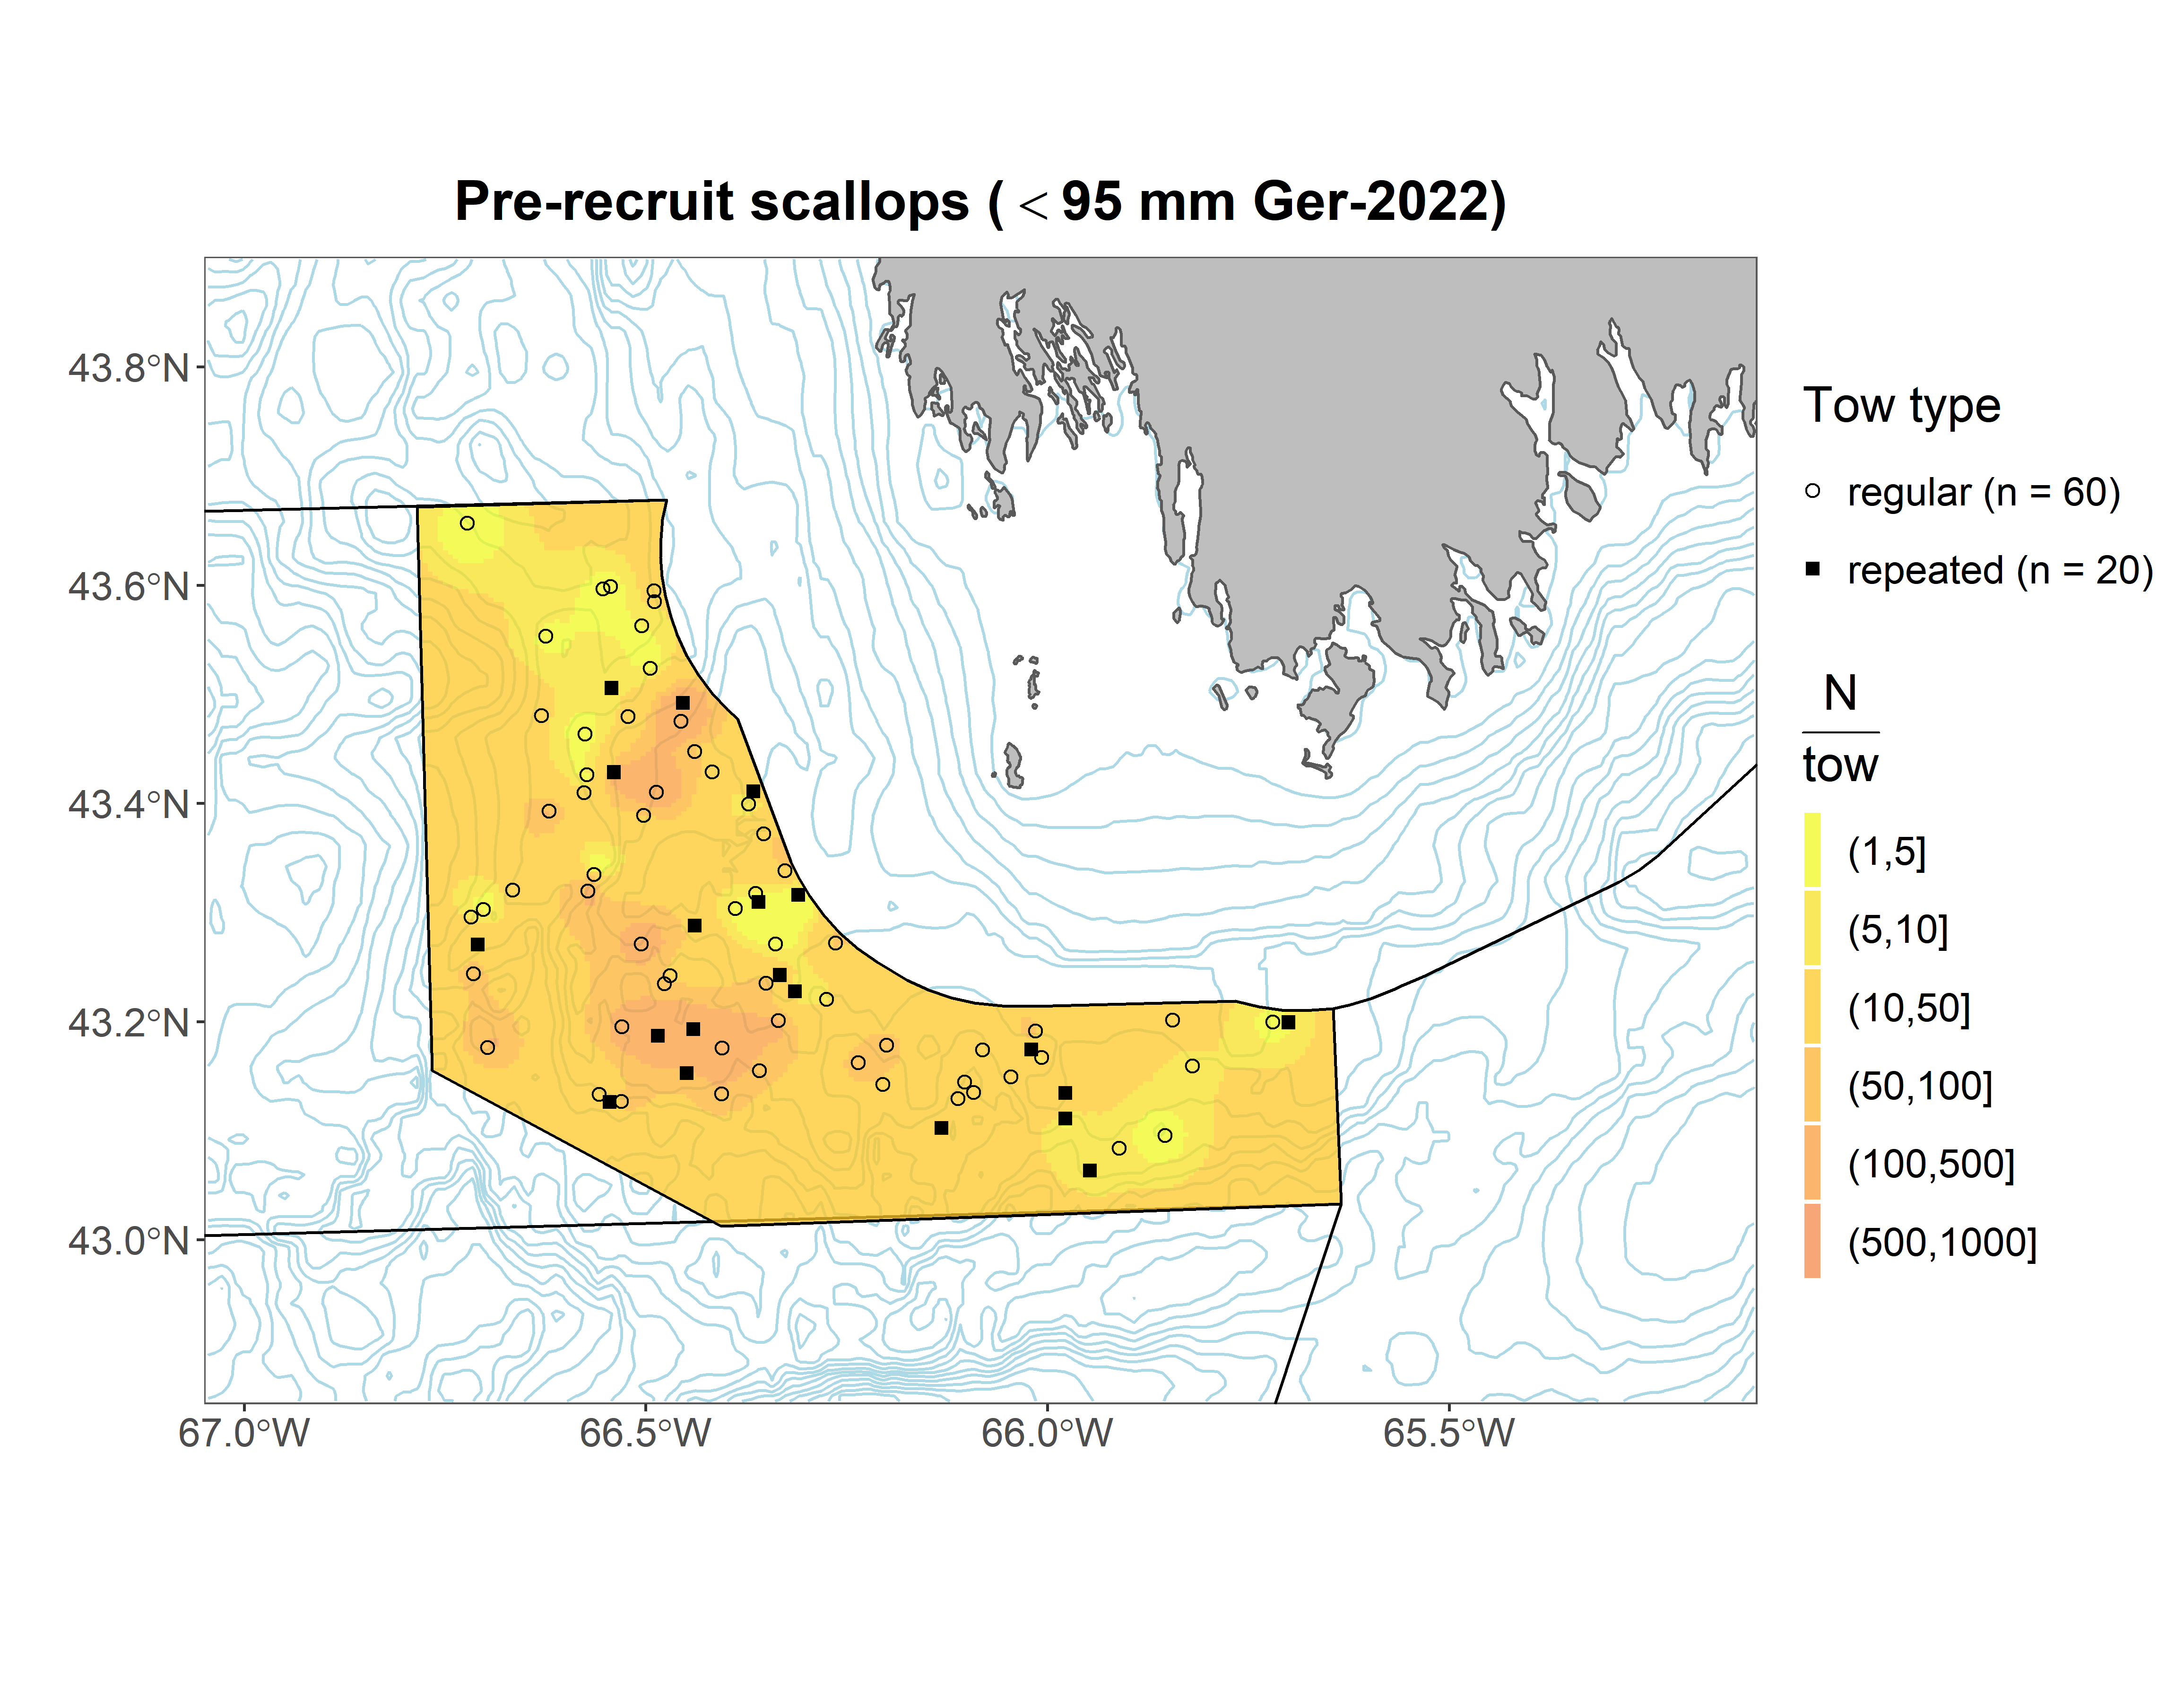 Pre-recruit scallops ( < 95 mm Ger-2022)
43.8°N
43.6°N
43.4°N
43.2°N
43.0°N
67.0°W
66.5°W
66.0°W
65.5°W
Tow type
regular (n = 60)
repeated (n = 20)
N
tow
(1,5]
(5,10]
(10,50]
(50,100]
(100,500]
(500,1000]